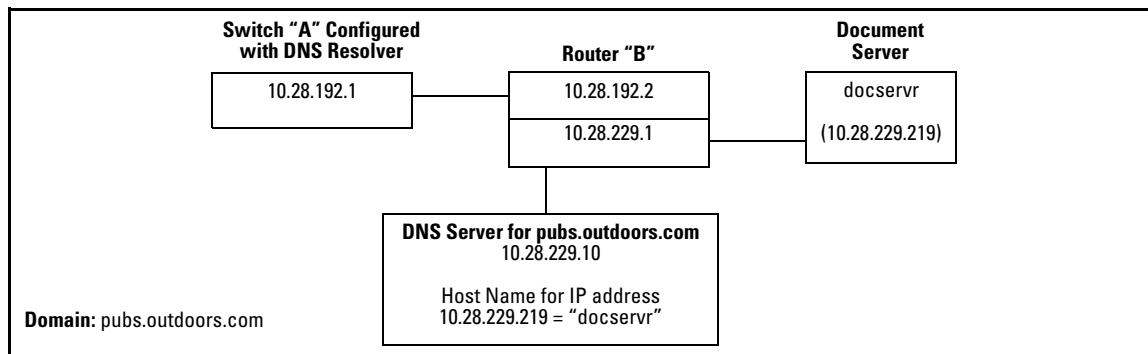 Switch “A” Configured
with DNS Resolver
10.28.192.1
Router “B”
10.28.192.2
10.28.229.1
Document
Server
docservr
(10.28.229.219)
DNS Server for pubs.outdoors.com
10.28.229.10
Host Name for IP address
10.28.229.219 = “docservr”
Domain: pubs.outdoors.com